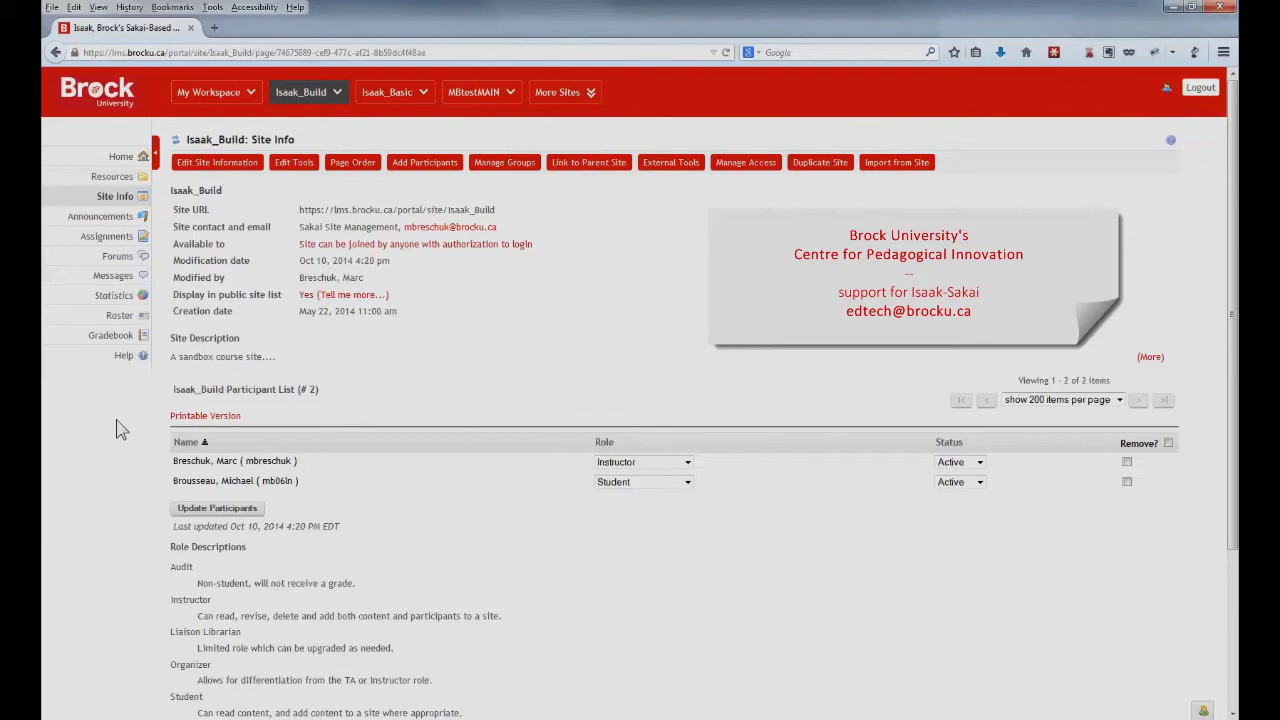 File Edit View History Bookmarks Tools Accessibility Help
B Isaak, Brock's Sakai-Based ... × +
https://lms.brocku.ca/portal/site/Isaak_Build/page/74675889-cef9-477c-af21-8b59dc4f48ae
Google
Brock
University
My Workspace Isaak_Build Isaak_Basic MBtestMAIN More Sites Logout
Isaak_Build: Site Info
Edit Site Information Edit Tools Page Order Add Participants Manage Groups Link to Parent Site External Tools Manage Access Duplicate Site Import from Site
Home
Resources
Site Info
Announcements
Assignments
Forums
Messages
Statistics
Roster
Gradebook
Help
Isaak_Build
Site URL https://lms.brocku.ca/portal/site/Isaak_Build
Site contact and email Sakai Site Management, mbreschuk@brocku.ca
Available to Site can be joined by anyone with authorization to login
Modification date Oct 10, 2014 4:20 pm
Modified by Breschuk, Marc
Display in public site list Yes (Tell me more...)
Creation date May 22, 2014 11:00 am
Brock University's
Centre for Pedagogical Innovation
--
support for Isaak-Sakai
edtech@brocku.ca
Site Description
A sandbox course site.... (More)
Viewing 1 - 2 of 2 items
Isaak_Build Participant List (# 2)
|< < show 200 items per page > >|
Printable Version
Name Role Status Remove?
Breschuk, Marc ( mbreschuk ) Instructor Active
Brousseau, Michael ( mb06ln ) Student Active
Update Participants
Last updated Oct 10, 2014 4:20 PM EDT
Role Descriptions
Audit
Non-student, will not receive a grade.
Instructor
Can read, revise, delete and add both content and participants to a site.
Liaison Librarian
Limited role which can be upgraded as needed.
Organizer
Allows for differentiation from the TA or Instructor role.
Student
Can read content, and add content to a site where appropriate.